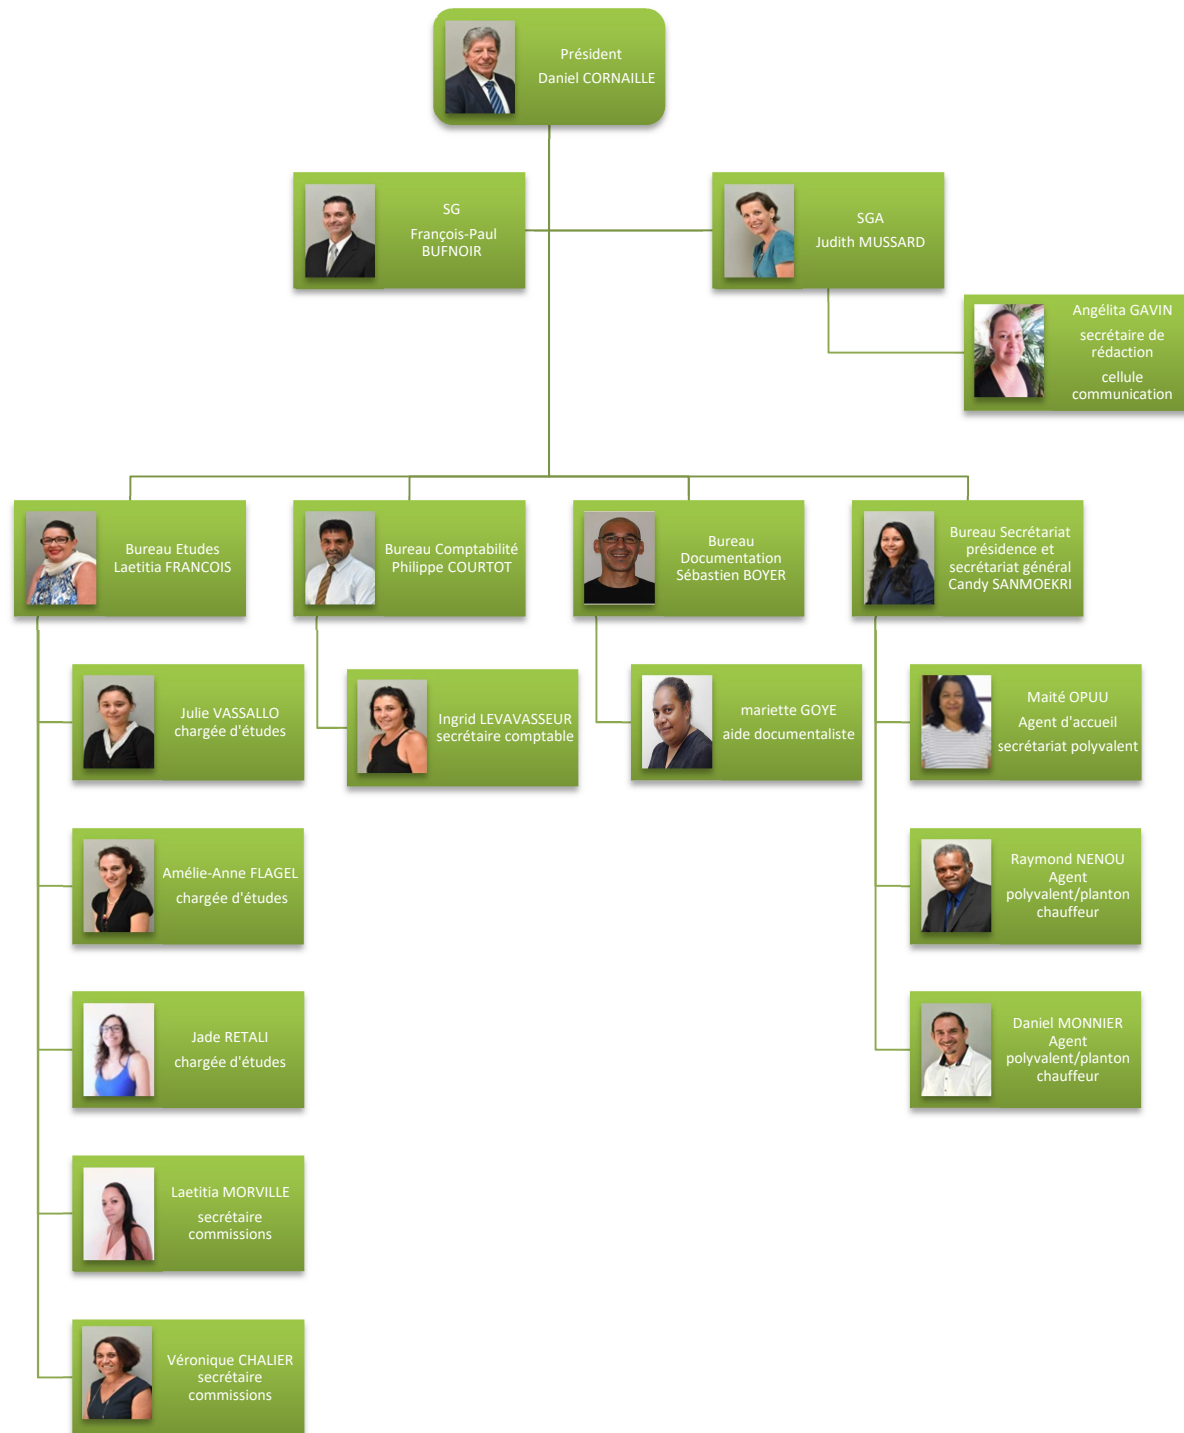 Président
Daniel CORNAILLE
SG
François-Paul
BUFNOIR
SGA
Judith MUSSARD
Angélita GAVIN
secrétaire de
rédaction
cellule
communication
Bureau Etudes
Laetitia FRANCOIS
Bureau Comptabilité
Philippe COURTOT
Bureau
Documentation
Sébastien BOYER
Bureau Secrétariat
présidence et
secrétariat général
Candy SANMOEKRI
Julie VASSALLO
chargée d'études
Ingrid LEVAVASSEUR
secrétaire comptable
mariette GOYE
aide documentaliste
Maité OPUU
Agent d'accueil
secrétariat polyvalent
Amélie-Anne FLAGEL
chargée d'études
Raymond NENOU
Agent
polyvalent/planton
chauffeur
Jade RETALI
chargée d'études
Daniel MONNIER
Agent
polyvalent/planton
chauffeur
Laetitia MORVILLE
secrétaire
commissions
Véronique CHALIER
secrétaire
commissions